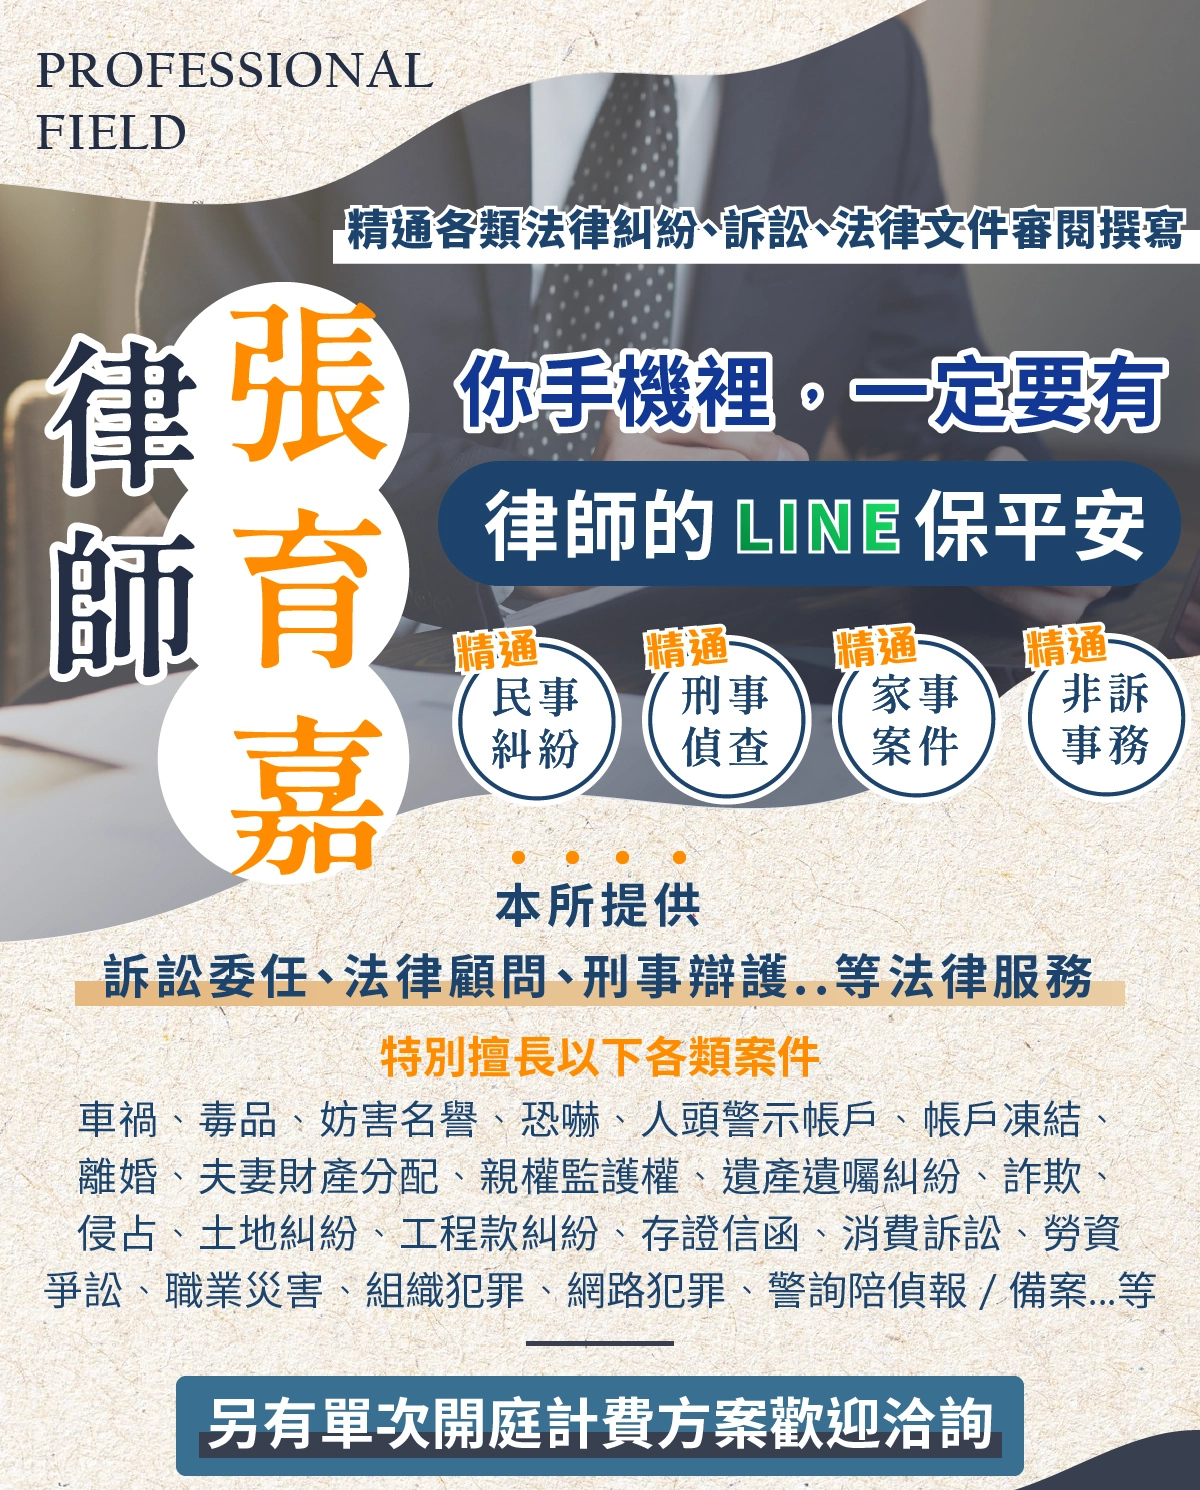 PROFESSIONAL
FIELD
精通各類法律糾紛、訴訟、法律文件審閱撰寫
張育嘉
律師
你手機裡，一定要有
律師的LINE保平安
精通
民事
糾紛
精通
刑事
偵查
精通
家事
案件
精通
非訴
事務
本所提供
訴訟委任、法律顧問、刑事辯護..等法律服務
特別擅長以下各類案件
車禍、毒品、妨害名譽、恐嚇、人頭警示帳戶、帳戶凍結、
離婚、夫妻財產分配、親權監護權、遺產遺囑糾紛、詐欺、
侵占、土地糾紛、工程款糾紛、存證信函、消費訴訟、勞資
爭訟、職業災害、組織犯罪、網路犯罪、警詢陪偵報 / 備案...等
另有單次開庭計費方案歡迎洽詢